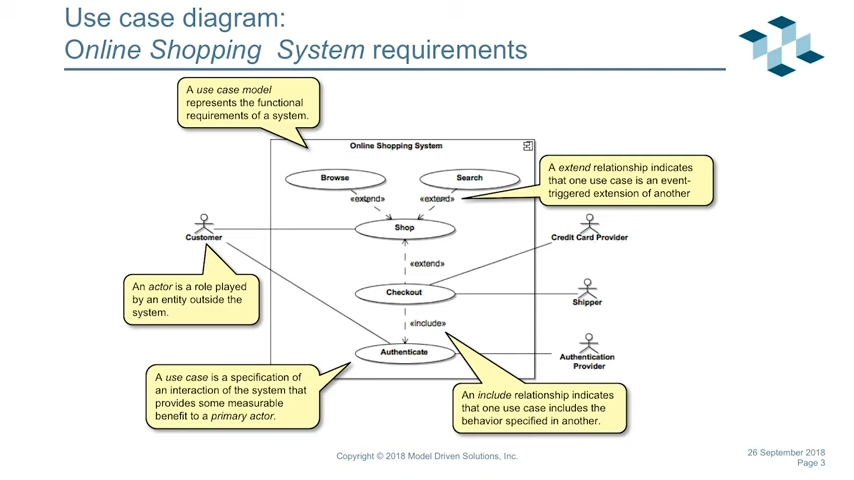 Use case diagram:
Online Shopping System requirements
A use case model
represents the functional
requirements of a system.
Online Shopping System
Browse
Search
«extend»
«extend»
A extend relationship indicates
that one use case is an event-
triggered extension of another
Shop
Customer
Credit Card Provider
«extend»
An actor is a role played
by an entity outside the
system.
Checkout
Shipper
«include»
Authenticate
Authentication
Provider
A use case is a specification of
an interaction of the system that
provides some measurable
benefit to a primary actor.
An include relationship indicates
that one use case includes the
behavior specified in another.
Copyright © 2018 Model Driven Solutions, Inc.
26 September 2018
Page 3